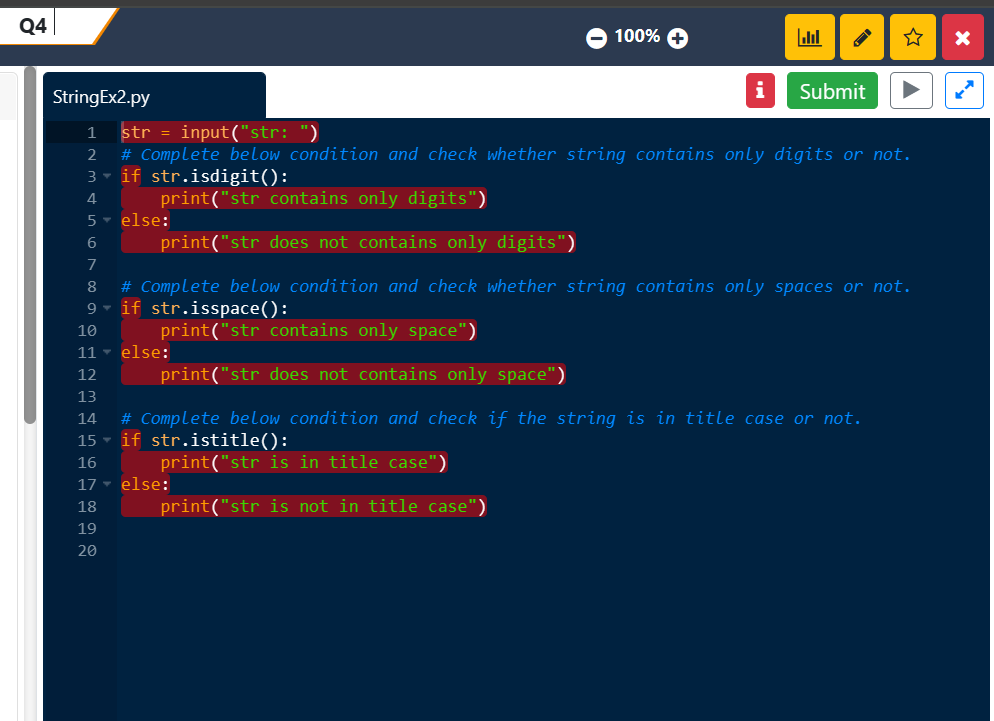 Q4
100%
StringEx2.py
i Submit
1 str = input("str: ")
2 # Complete below condition and check whether string contains only digits or not.
3 if str.isdigit():
4     print("str contains only digits")
5 else:
6     print("str does not contains only digits")
7
8 # Complete below condition and check whether string contains only spaces or not.
9 if str.isspace():
10     print("str contains only space")
11 else:
12     print("str does not contains only space")
13
14 # Complete below condition and check if the string is in title case or not.
15 if str.istitle():
16     print("str is in title case")
17 else:
18     print("str is not in title case")
19
20